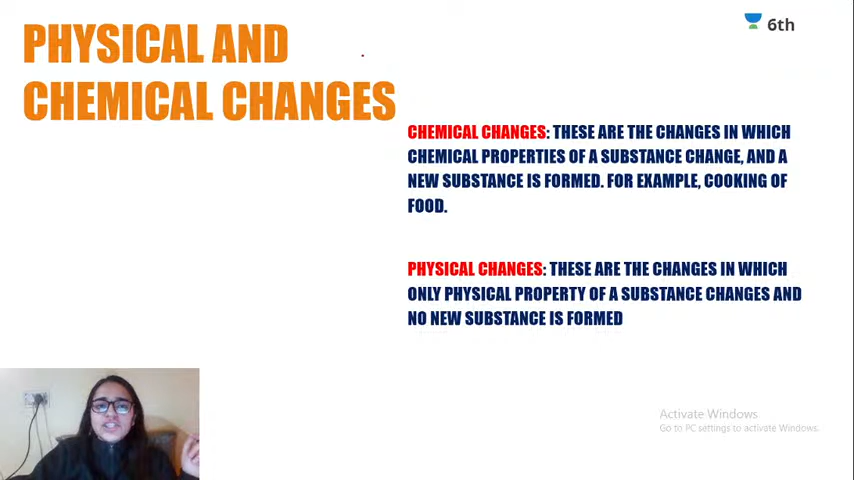 PHYSICAL AND
CHEMICAL CHANGES
6th
CHEMICAL CHANGES: THESE ARE THE CHANGES IN WHICH
CHEMICAL PROPERTIES OF A SUBSTANCE CHANGE, AND A
NEW SUBSTANCE IS FORMED. FOR EXAMPLE, COOKING OF
FOOD.
PHYSICAL CHANGES: THESE ARE THE CHANGES IN WHICH
ONLY PHYSICAL PROPERTY OF A SUBSTANCE CHANGES AND
NO NEW SUBSTANCE IS FORMED
Activate Windows
Go to PC settings to activate Windows.